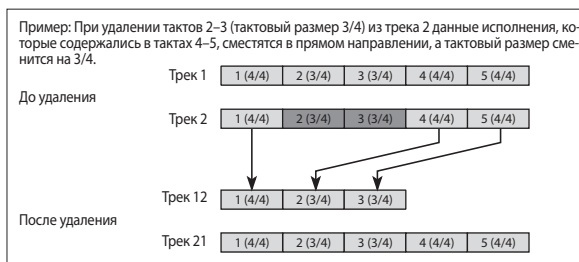 Пример: При удалении тактов 2–3 (тактовый размер 3/4) из трека 2 данные исполнения, ко-
торые содержались в тактах 4–5, сместятся в прямом направлении, а тактовый размер сме-
нится на 3/4.
Трек 1 1 (4/4) 2 (3/4) 3 (3/4) 4 (4/4) 5 (4/4)
До удаления
Трек 2 1 (4/4) 2 (3/4) 3 (3/4) 4 (4/4) 5 (4/4)
Трек 12 1 (4/4) 2 (3/4) 3 (3/4)
После удаления
Трек 21 1 (4/4) 2 (3/4) 3 (3/4) 4 (4/4) 5 (4/4)